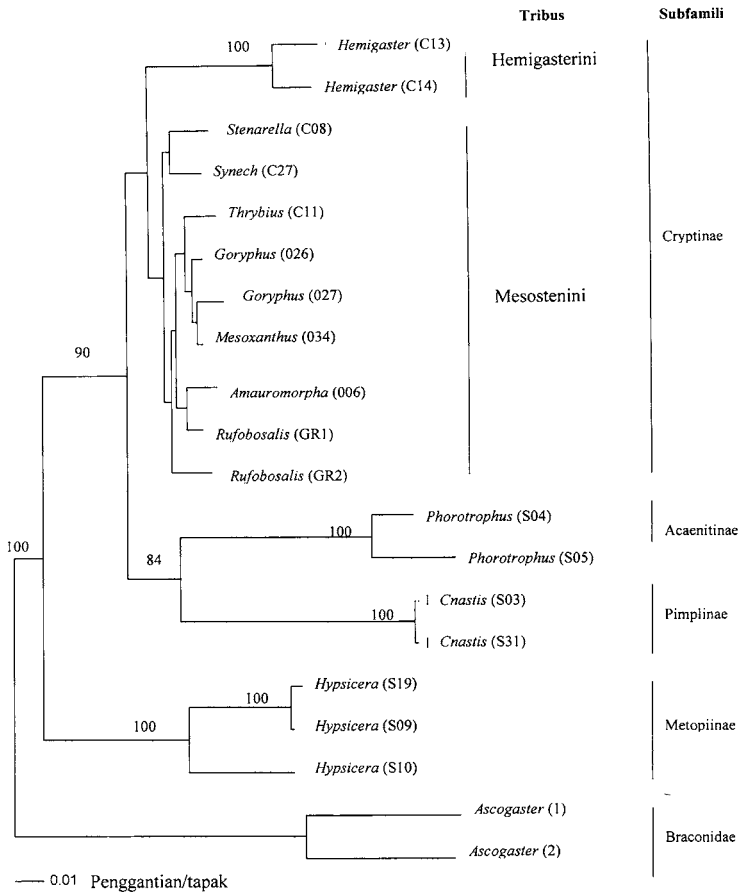 Tribus Subfamili
100 Hemigaster (C13)
Hemigasterini
Hemigaster (C14)
Stenarella (C08)
Synech (C27)
Thrybius (C11)
Cryptinae
Goryphus (026)
Goryphus (027)
Mesostenini
Mesoxanthus (034)
90
Amauromorpha (006)
Rufobosalis (GR1)
Rufobosalis (GR2)
Phorotrophus (S04)
Acaenitinae
100
100
84
Phorotrophus (S05)
Cnastis (S03)
100
Pimplinae
Cnastis (S31)
Hypsicera (S19)
100
100
Hypsicera (S09)
Metopiinae
Hypsicera (S10)
Ascogaster (1)
Braconidae
Ascogaster (2)
0.01 Penggantian/tapak